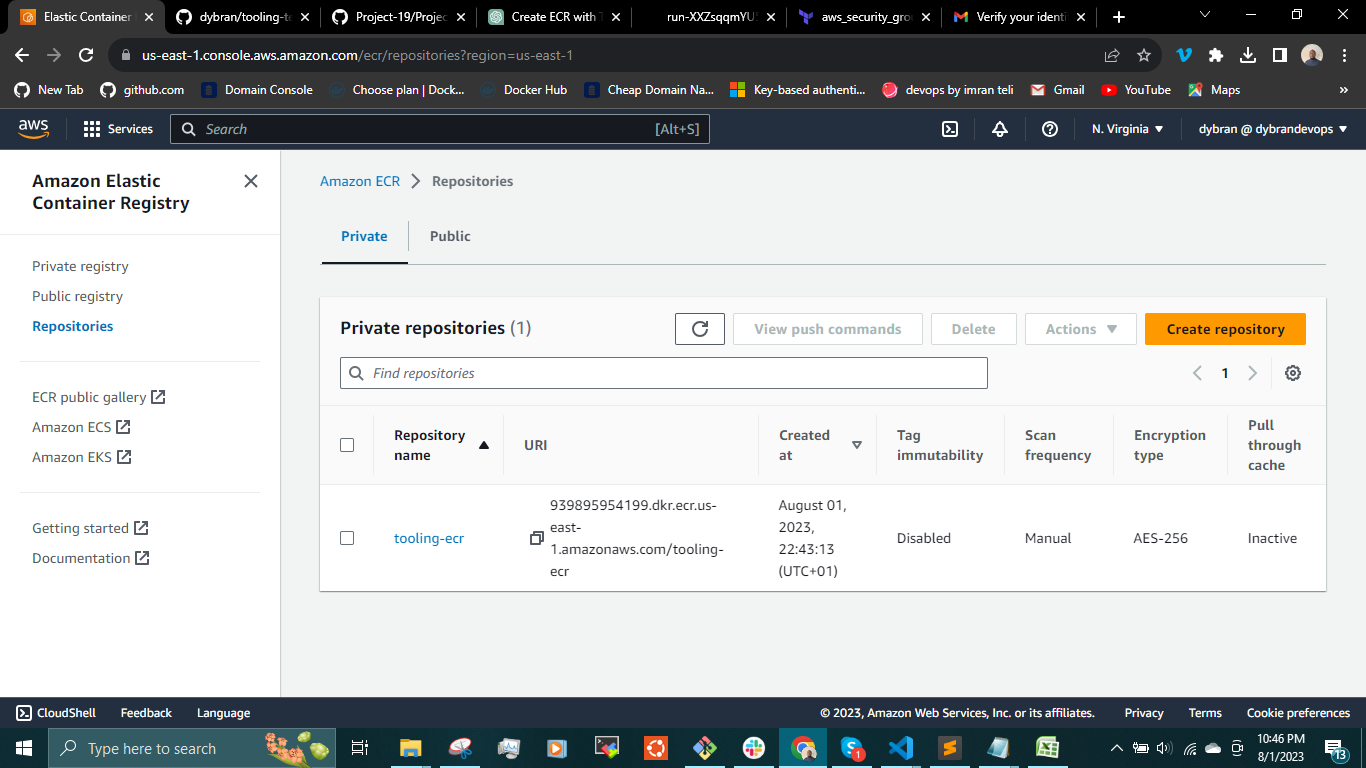 Elastic Container
dybran/tooling-te
Project-19/Projec
Create ECR with T
run-XXZsqqmYU
aws_security_gro
Verify your identi
us-east-1.console.aws.amazon.com/ecr/repositories?region=us-east-1
New Tab
github.com
Domain Console
Choose plan | Dock...
Docker Hub
Cheap Domain Na...
Key-based authenti...
devops by imran teli
Gmail
YouTube
Maps
»
aws
Services
Search
[Alt+S]
N. Virginia
dybran @ dybrandevops
Amazon Elastic
Container Registry
Private registry
Public registry
Repositories
ECR public gallery
Amazon ECS
Amazon EKS
Getting started
Documentation
Amazon ECR
Repositories
Private
Public
Private repositories (1)
View push commands
Delete
Actions
Create repository
Find repositories
1
Repository
name
URI
Created
at
Tag
immutability
Scan
frequency
Encryption
type
Pull
through
cache
tooling-ecr
939895954199.dkr.ecr.us-
east-
1.amazonaws.com/tooling-
ecr
August 01,
2023,
22:43:13
(UTC+01)
Disabled
Manual
AES-256
Inactive
CloudShell
Feedback
Language
© 2023, Amazon Web Services, Inc. or its affiliates.
Privacy
Terms
Cookie preferences
Type here to search
1
10:46 PM
8/1/2023
13